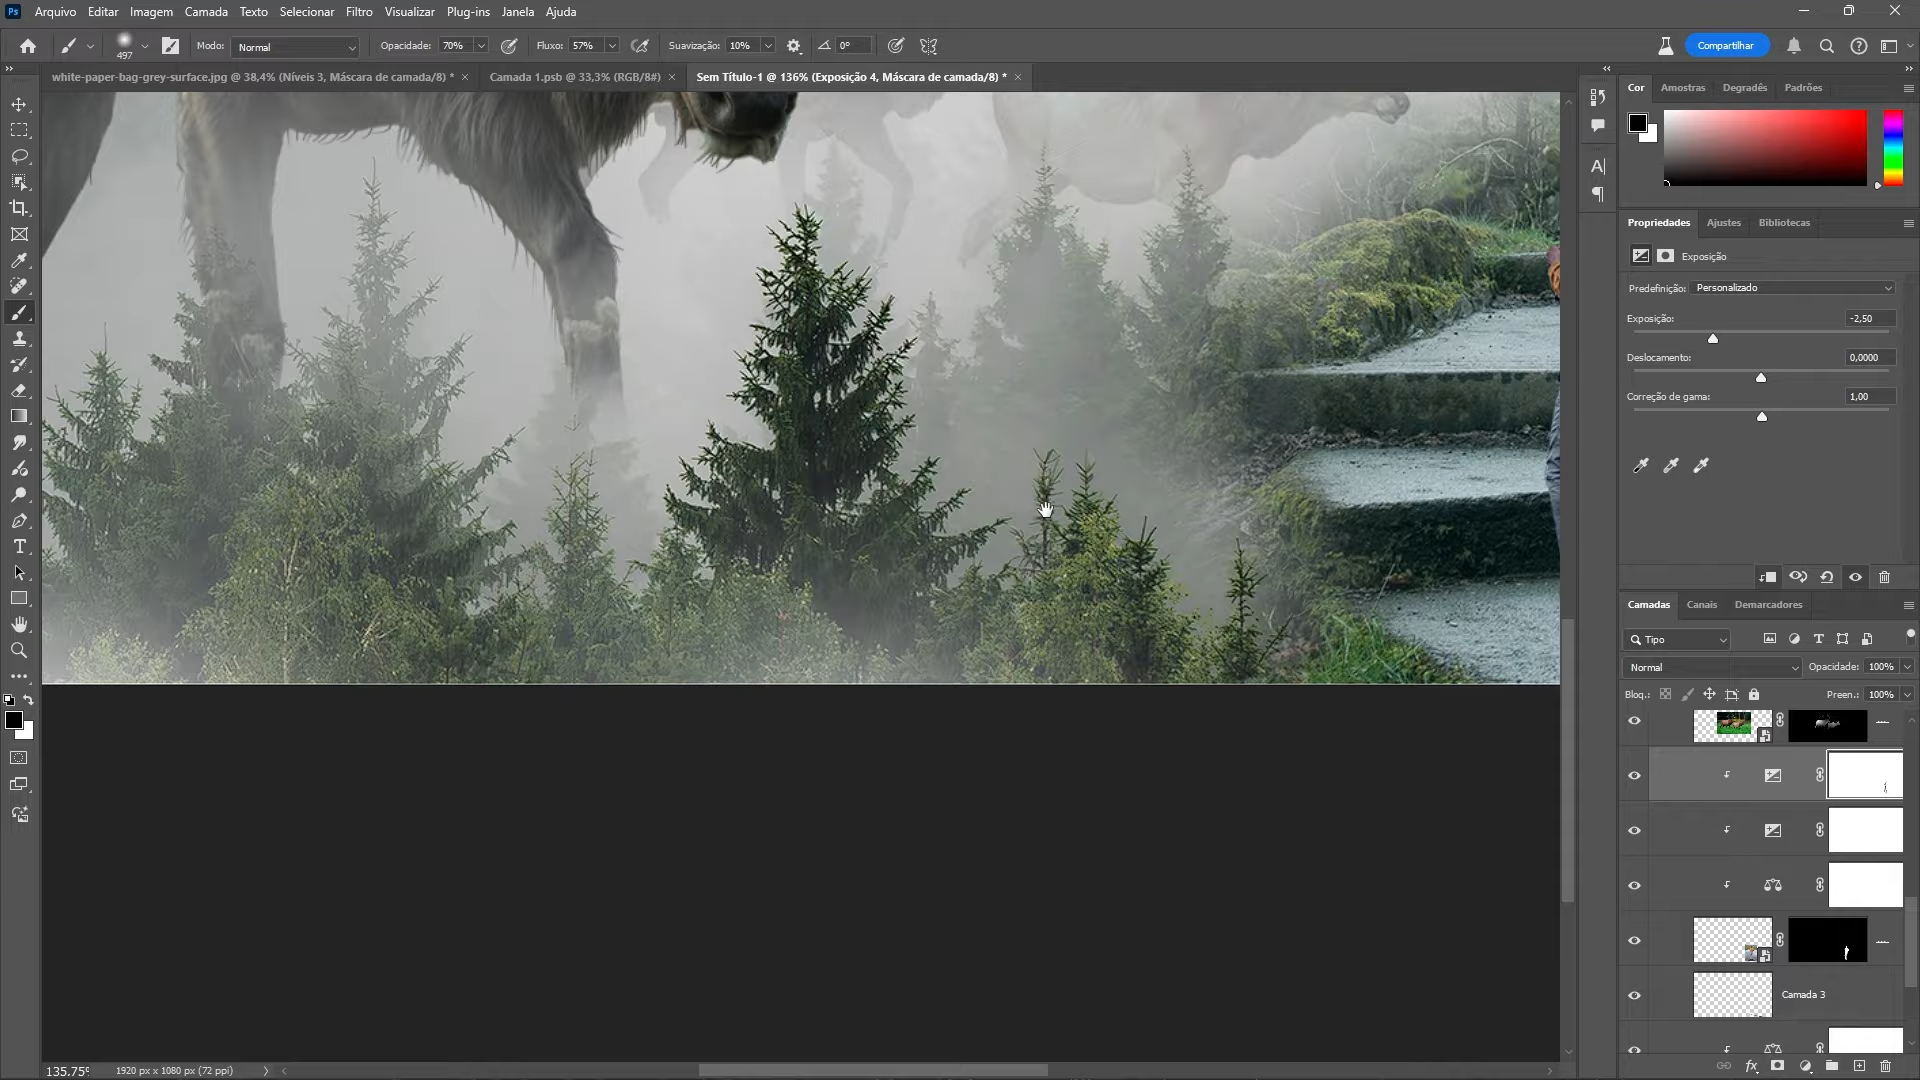 Ps Arquivo Editar Imagem Camada Texto Selecionar Filtro Visualizar Plug-ins Janela Ajuda
497 Modo: Normal Opacidade: 70% Fluxo: 57% Suavização: 10% 0° Compartilhar
white-paper-bag-grey-surface.jpg @ 38,4% (Níveis 3, Máscara de camada/8) *
Camada 1.psb @ 33,3% (RGB/8#)
Sem Título-1 @ 136% (Exposição 4, Máscara de camada/8) *
Cor Amostras Degradês Padrões
Propriedades Ajustes Bibliotecas
Exposição
Predefinição: Personalizado
Exposição: -2,50
Deslocamento: 0,0000
Correção de gama: 1,00
Camadas Canais Demarcadores
Tipo
Normal Opacidade: 100%
Bloq.: Preen.: 100%
Camada 3
135,75% 1920 px x 1080 px (72 ppi)